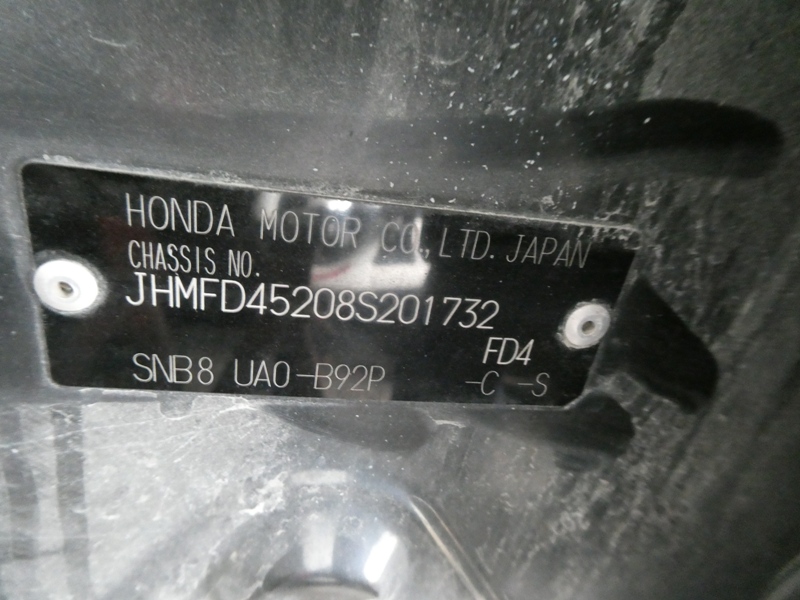 HONDA MOTOR CO., LTD. JAPAN
CHASSIS NO.
JHMFD45208S201732
FD4
SNB8 UA0-B92P -C -S